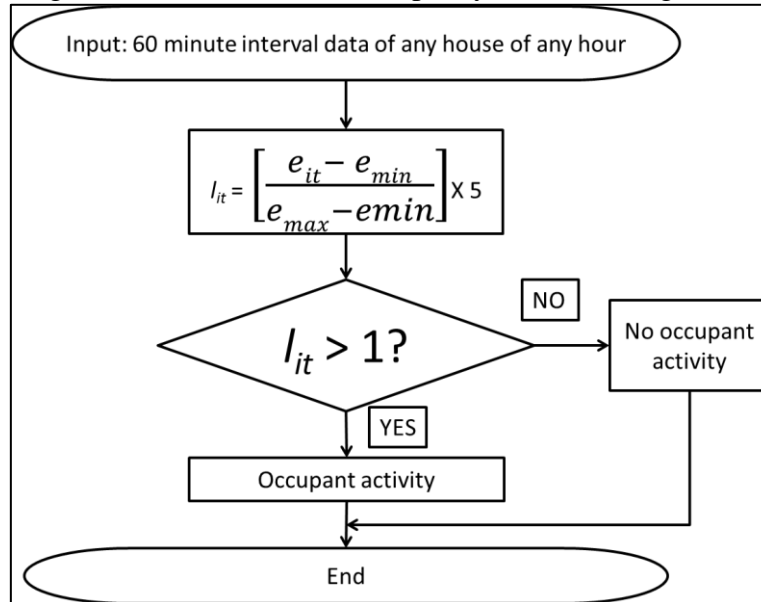 Input: 60 minute interval data of any house of any hour
I_it = [ (e_it − e_min) / (e_max − emin) ] X 5
NO
I_it > 1?
No occupant
activity
YES
Occupant activity
End